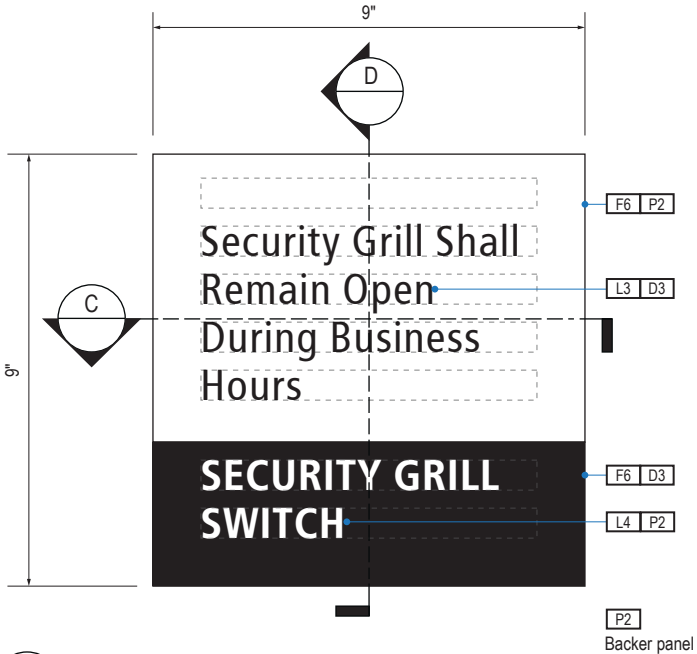 9"
D
F6 P2
Security Grill Shall
Remain Open
L3 D3
C
During Business
9"
Hours
SECURITY GRILL
F6 D3
SWITCH
L4 P2
P2
Backer panel